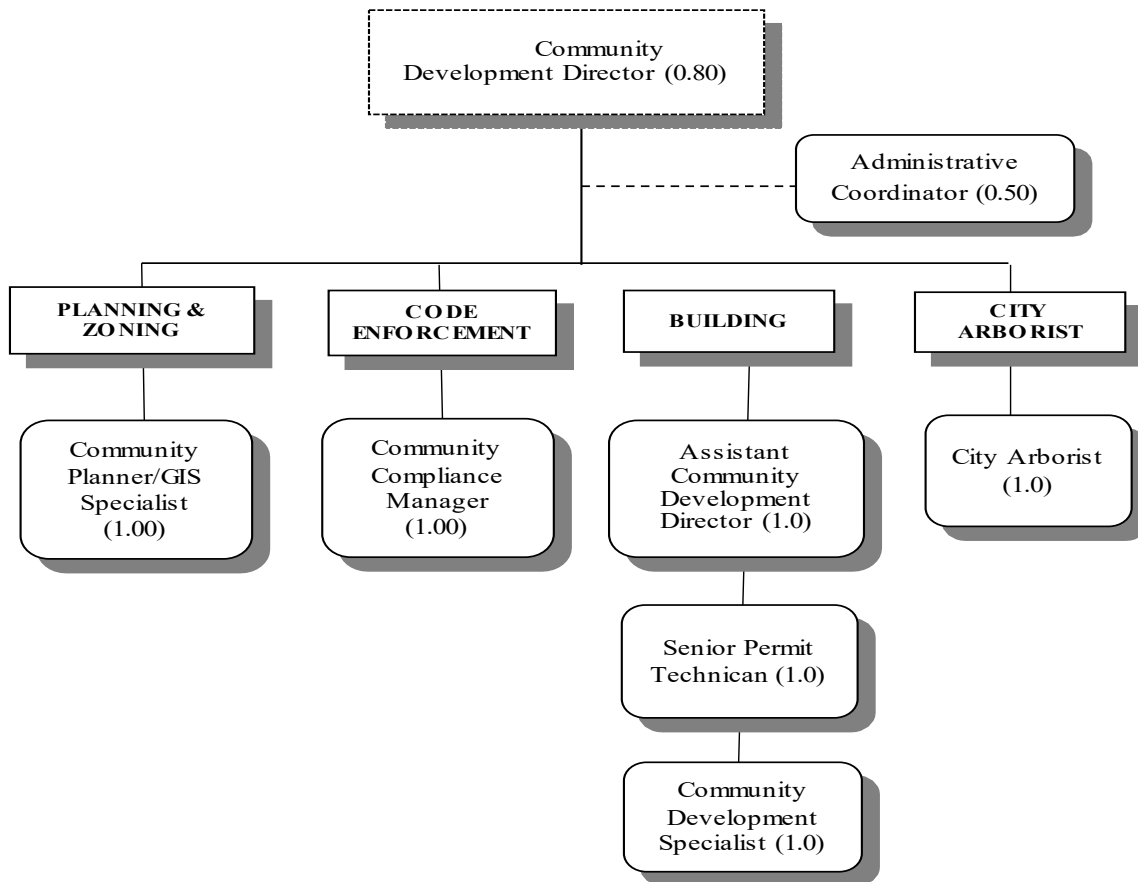 Community
Development Director (0.80)
Administrative
Coordinator (0.50)
PLANNING &
ZONING
CODE
ENFORCEMENT
BUILDING
CITY
ARBORIST
Community
Planner/GIS
Specialist
(1.00)
Community
Compliance
Manager
(1.00)
Assistant
Community
Development
Director (1.0)
City Arborist
(1.0)
Senior Permit
Technican (1.0)
Community
Development
Specialist (1.0)